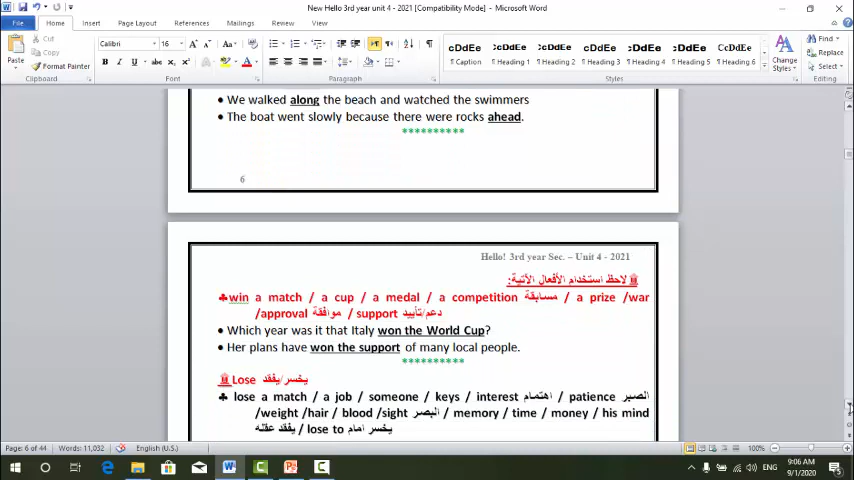 New Hello 3rd year unit 4 - 2021 [Compatibility Mode] - Microsoft Word
File Home Insert Page Layout References Mailings Review View
Paste Cut Copy Format Painter
Calibri 16
¶ Caption ¶ Heading 1 ¶ Heading 2 ¶ Heading 3 ¶ Heading 4 ¶ Heading 5 ¶ Heading 6
Change Styles
Find Replace Select
Clipboard Font Paragraph Styles Editing
• We walked along the beach and watched the swimmers
• The boat went slowly because there were rocks ahead.
**********
6
Hello! 3rd year Sec. – Unit 4 - 2021
لاحظ استخدام الأفعال الآتية:
♣win a match / a cup / a medal / a competition مسابقة / a prize /war
/approval موافقة / support دعم/تأييد
• Which year was it that Italy won the World Cup?
• Her plans have won the support of many local people.
**********
Lose يخسر/يفقد
♣ lose a match / a job / someone / keys / interest اهتمام / patience الصبر
/weight /hair / blood /sight البصر / memory / time / money / his mind
يفقد عقله / lose to يخسر امام
Page: 6 of 44 Words: 11,032 English (U.S.) 100%
ENG 9:06 AM
9/1/2020